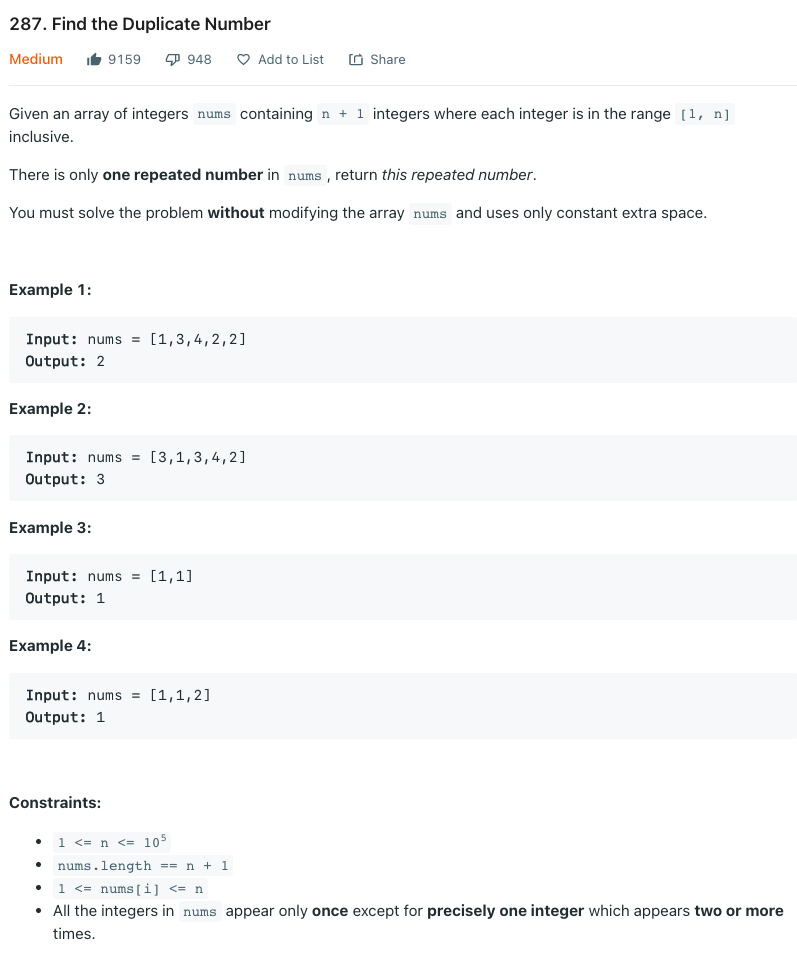 287. Find the Duplicate Number
Medium 9159 948 Add to List Share
Given an array of integers nums containing n + 1 integers where each integer is in the range [1, n]
inclusive.
There is only one repeated number in nums , return this repeated number.
You must solve the problem without modifying the array nums and uses only constant extra space.
Example 1:
Input: nums = [1,3,4,2,2]
Output: 2
Example 2:
Input: nums = [3,1,3,4,2]
Output: 3
Example 3:
Input: nums = [1,1]
Output: 1
Example 4:
Input: nums = [1,1,2]
Output: 1
Constraints:
• 1 <= n <= 10⁵
• nums.length == n + 1
• 1 <= nums[i] <= n
• All the integers in nums appear only once except for precisely one integer which appears two or more
times.